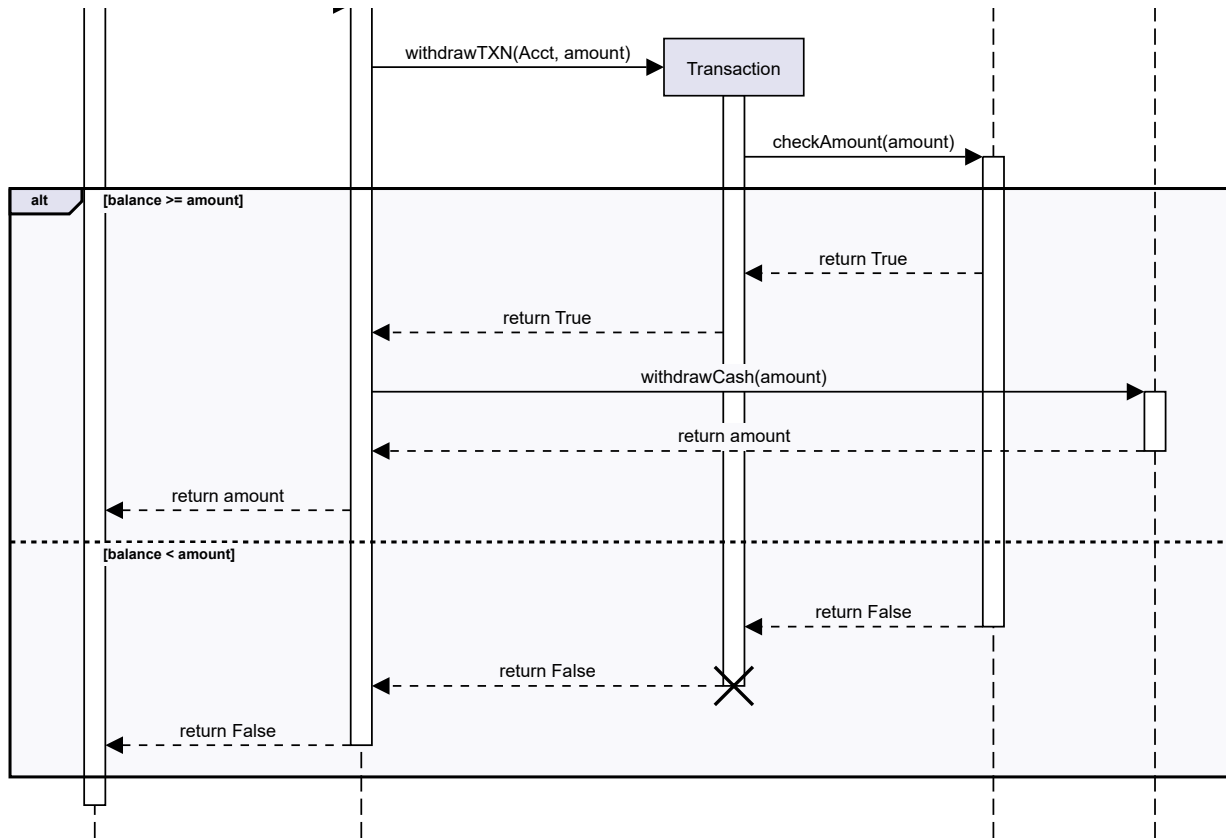 withdrawTXN(Acct, amount)
Transaction
checkAmount(amount)
alt
[balance >= amount]
return True
return True
withdrawCash(amount)
return amount
return amount
[balance < amount]
return False
return False
return False